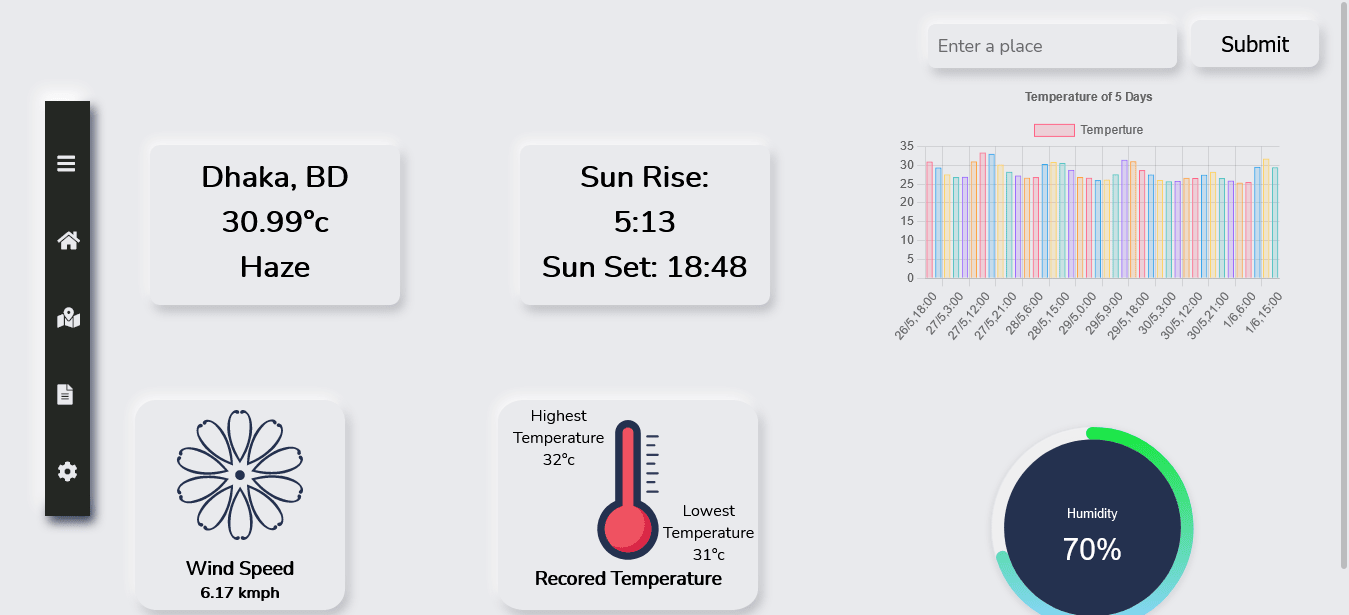 Enter a place
Submit
Temperature of 5 Days
Temperture
35
30
25
20
15
10
5
0
26/5,18:00
27/5,3:00
27/5,12:00
27/5,21:00
28/5,6:00
28/5,15:00
29/5,0:00
29/5,9:00
29/5,18:00
30/5,3:00
30/5,12:00
30/5,21:00
1/6,6:00
1/6,15:00
Dhaka, BD
30.99°c
Haze
Sun Rise:
5:13
Sun Set: 18:48
Wind Speed
6.17 kmph
Highest
Temperature
32°c
Lowest
Temperature
31°c
Recored Temperature
Humidity
70%